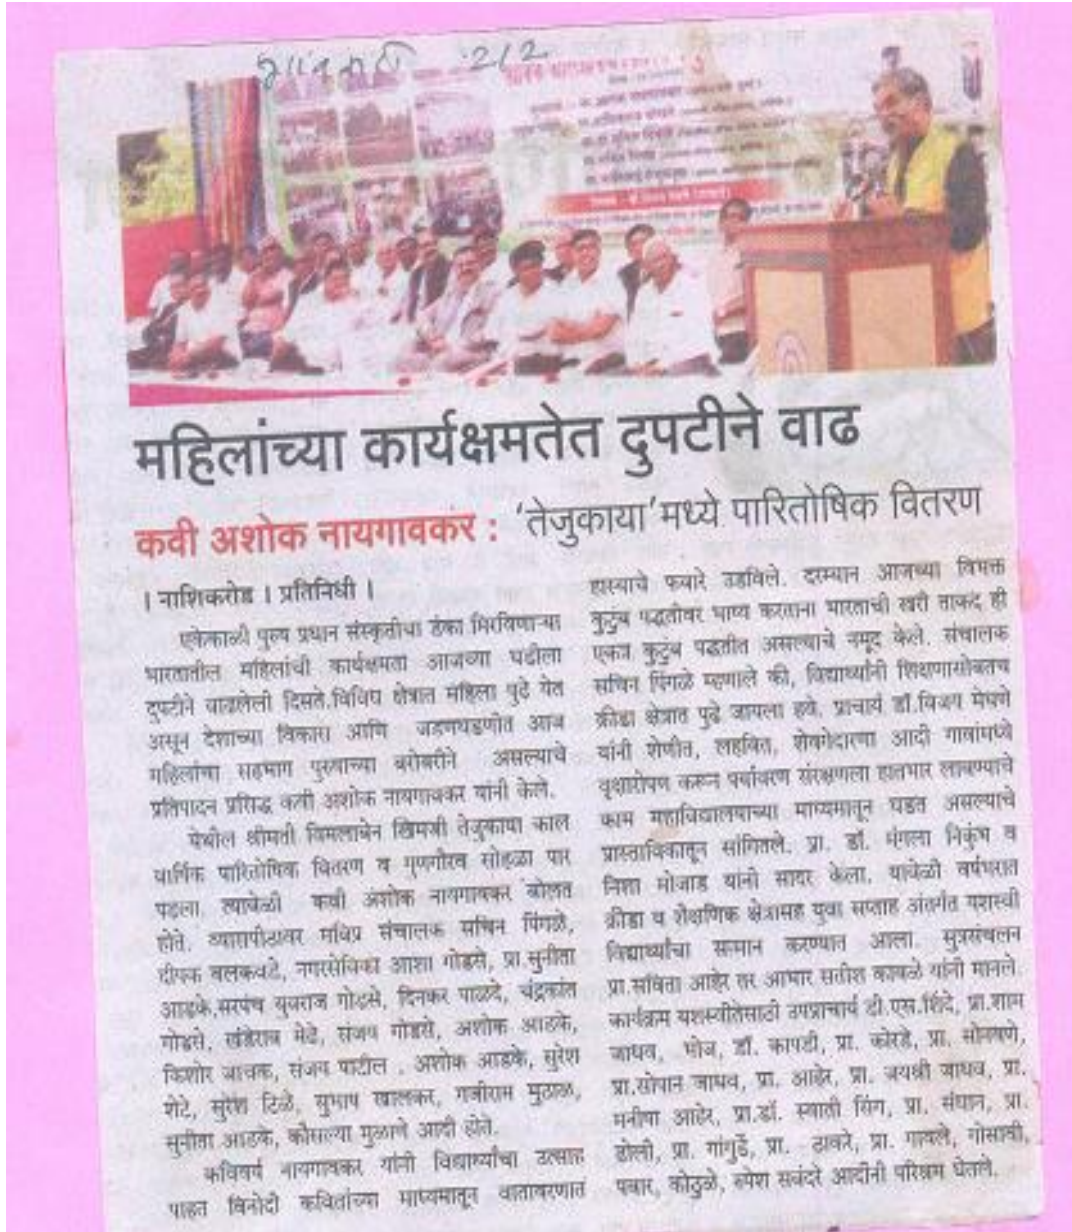 2/2
महिलांच्या कार्यक्षमतेत दुपटीने वाढ
कवी अशोक नायगावकर : 'तेजुकाया'मध्ये पारितोषिक वितरण
। नाशिकरोड । प्रतिनिधी ।
एकेकाळी पुरुष प्रधान संस्कृतीचा डंका मिरविणाऱ्या
भारतातील महिलांची कार्यक्षमता आजच्या घडीला
दुपटीने वाढलेली दिसते.विविध क्षेत्रात महिला पुढे येत
असून देशाच्या विकास आणि जडणघडणीत आज
महिलांचा सहभाग पुरुषाच्या बरोबरीने असल्याचे
प्रतिपादन प्रसिद्ध कवी अशोक नायगावकर यांनी केले.
येथील श्रीमती विमलाबेन खिमजी तेजुकाया काल
वार्षिक पारितोषिक वितरण व गुणगौरव सोहळा पार
पडला. त्यावेळी कवी अशोक नायगावकर बोलत
होते. व्यासपीठावर मविप्र संचालक सचिन पिंगळे,
दीपक वलकवडे, नगरसेविका आशा गोडसे, प्रा.सुनीता
आडके.सरपंच युवराज गोडसे, दिनकर पाळदे, चंद्रकांत
गोडसे, खंडेराव मेढे, संजय गोडसे, अशोक आडके,
किशोर जाचक, संजय पाटील . अशोक आडके, सुरेश
शेटे, सुरेश टिळे, सुभाष खालकर, गजीराम मुठाळ,
सुनीता आडके, कौसल्या मुळाणे आदी होते.
कविवर्य नायगावकर यांनी विद्यार्थ्यांचा उत्साह
पाहत विनोदी कवितांच्या माध्यमातून वातावरणात
हास्याचे फवारे उडविले. दरम्यान आजच्या विभक्त
कुटुंब पद्धतीवर भाष्य करताना भारताची खरी ताकद ही
एकत्र कुटुंब पद्धतीत असल्याचे नमूद केले. संचालक
सचिन पिंगळे म्हणाले की, विद्यार्थ्यांनी शिक्षणासोबतच
क्रीडा क्षेत्रात पुढे जायला हवे. प्राचार्य डॉ.विजय मेधणे
यांनी शेणीत, लहवित, शेवगेदारणा आदी गावांमध्ये
वृक्षारोपण करून पर्यावरण संरक्षणला हातभार लावण्याचे
काम महाविद्यालयाच्या माध्यमातून घडत असल्याचे
प्रास्ताविकातून सांगितले. प्रा. डॉ. मंगला निकुंभ व
निशा मोजाड यांनी सादर केला. यावेळी वर्षभरात
क्रीडा व शैक्षणिक क्षेत्रामह युवा सप्ताह अंतर्गत यशस्वी
विद्यार्थ्यांचा सन्मान करण्यात आला. सुत्रसंचलन
प्रा.सविता आहेर तर आभार सतीश कावळे यांनी मानले.
कार्यक्रम यशस्वीतेसाठी उपप्राचार्य डी.एस.शिंदे, प्रा.शाम
जाधव, भोज, डॉ. कापडी, प्रा. कोरडे, प्रा. सोनवणे,
प्रा.सोपान जाधव, प्रा. आहेर, प्रा. जयश्री जाधव, प्रा.
मनीषा आहेर, प्रा.डॉ. स्वाती सिंग, प्रा. संधान, प्रा.
ढोली, प्रा. गांगुर्डे, प्रा. ठाकरे, प्रा. गायले, गोसावी,
पवार, कोठुळे, रुपेश सवंदरे आदींनी परिश्रम घेतले.